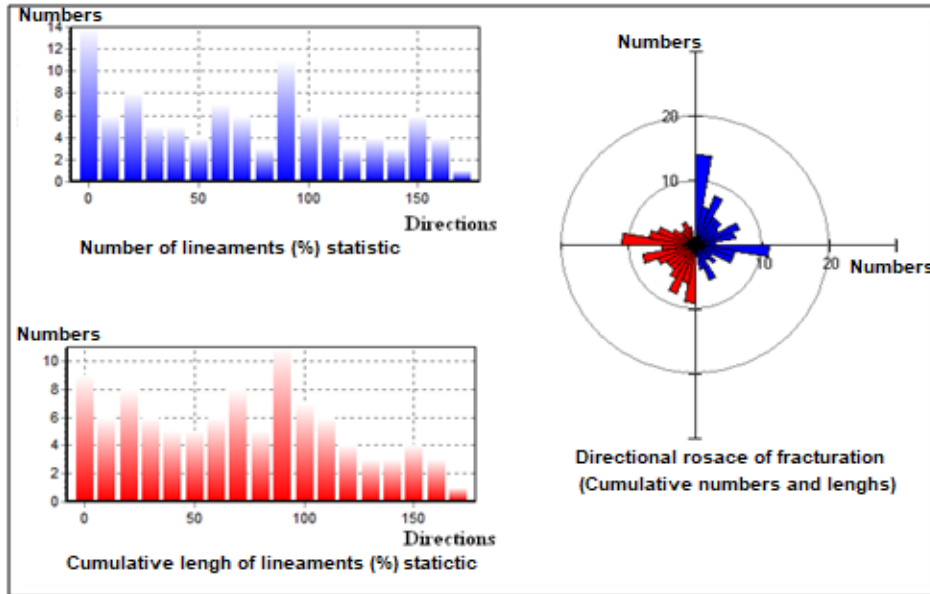 Numbers
14
12
10
8
6
4
2
0
0 50 100 150
Directions
Number of lineaments (%) statistic
Numbers
10
8
6
4
2
0
0 50 100 150
Directions
Cumulative lengh of lineaments (%) statictic
Numbers
20
10
10 20
Numbers
Directional rosace of fracturation
(Cumulative numbers and lenghs)